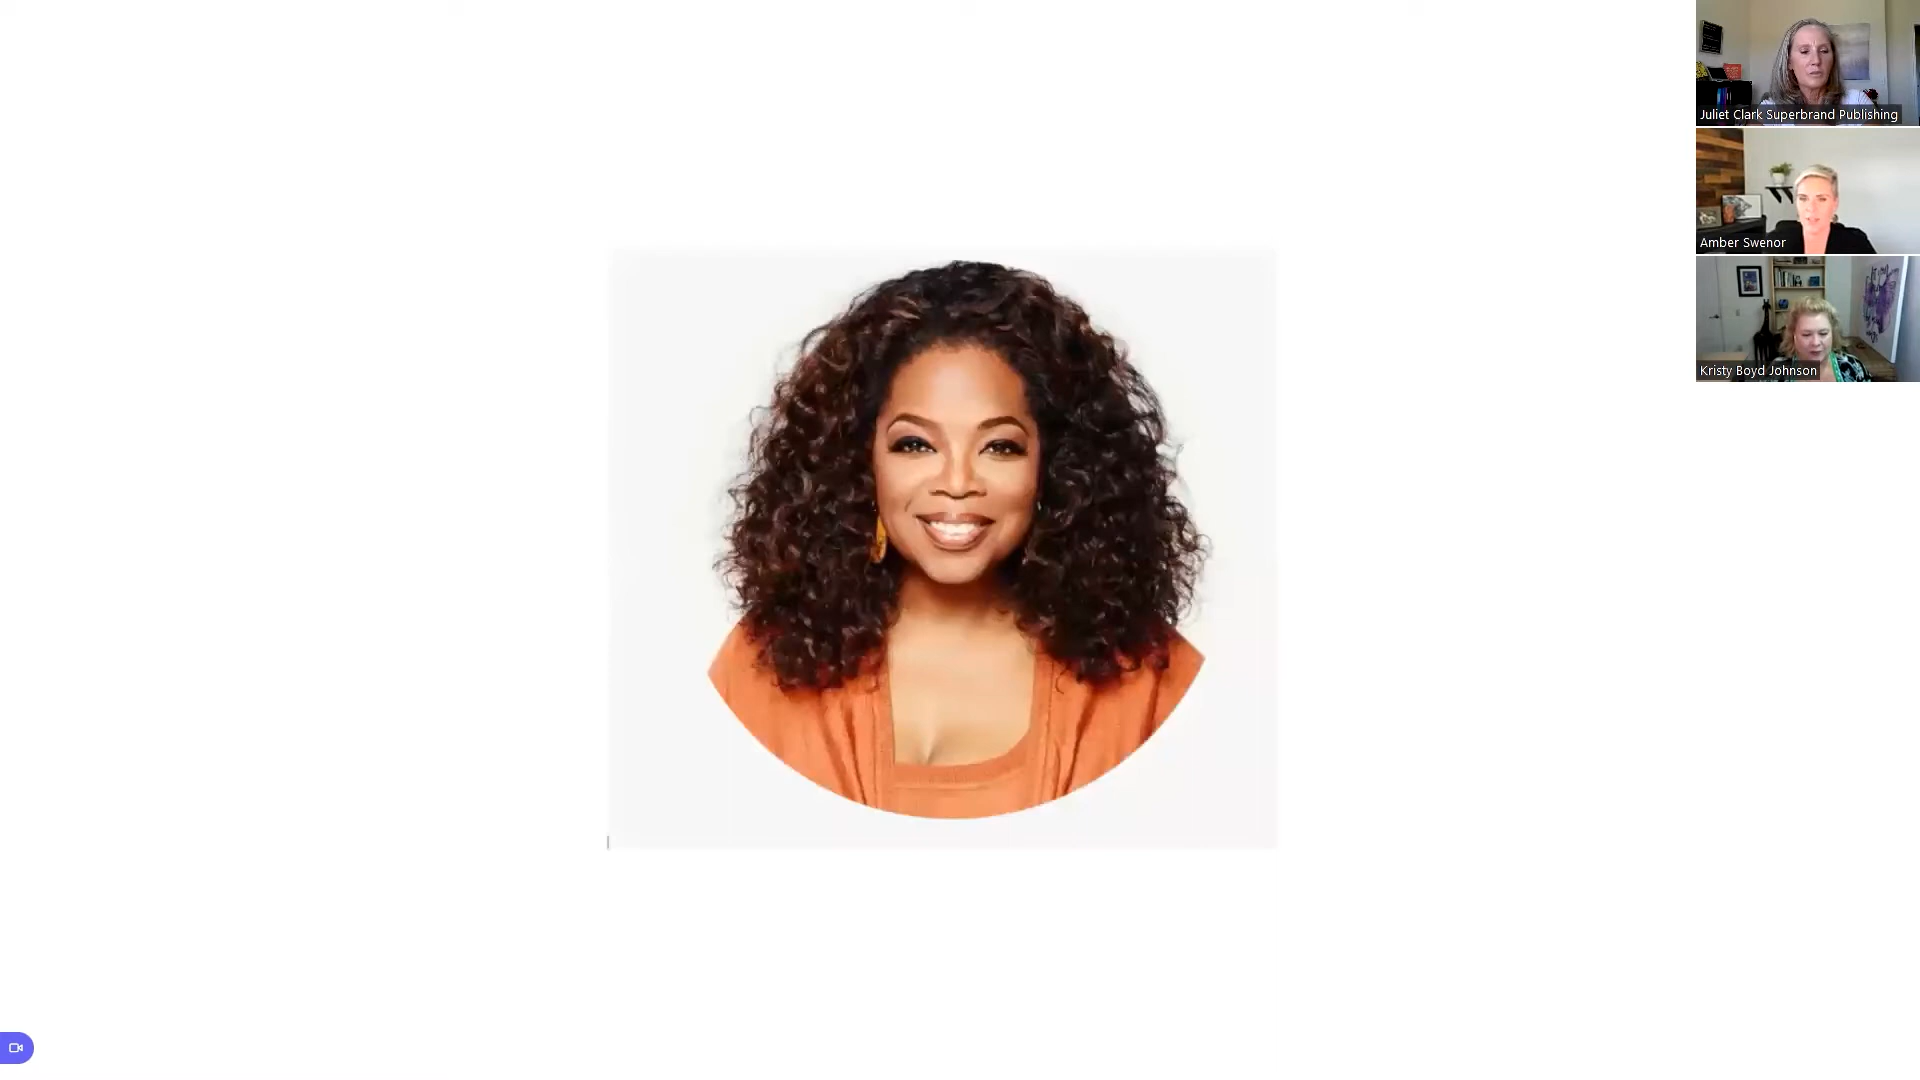 Juliet Clark Superbrand Publishing
Amber Swenor
Kristy Boyd Johnson